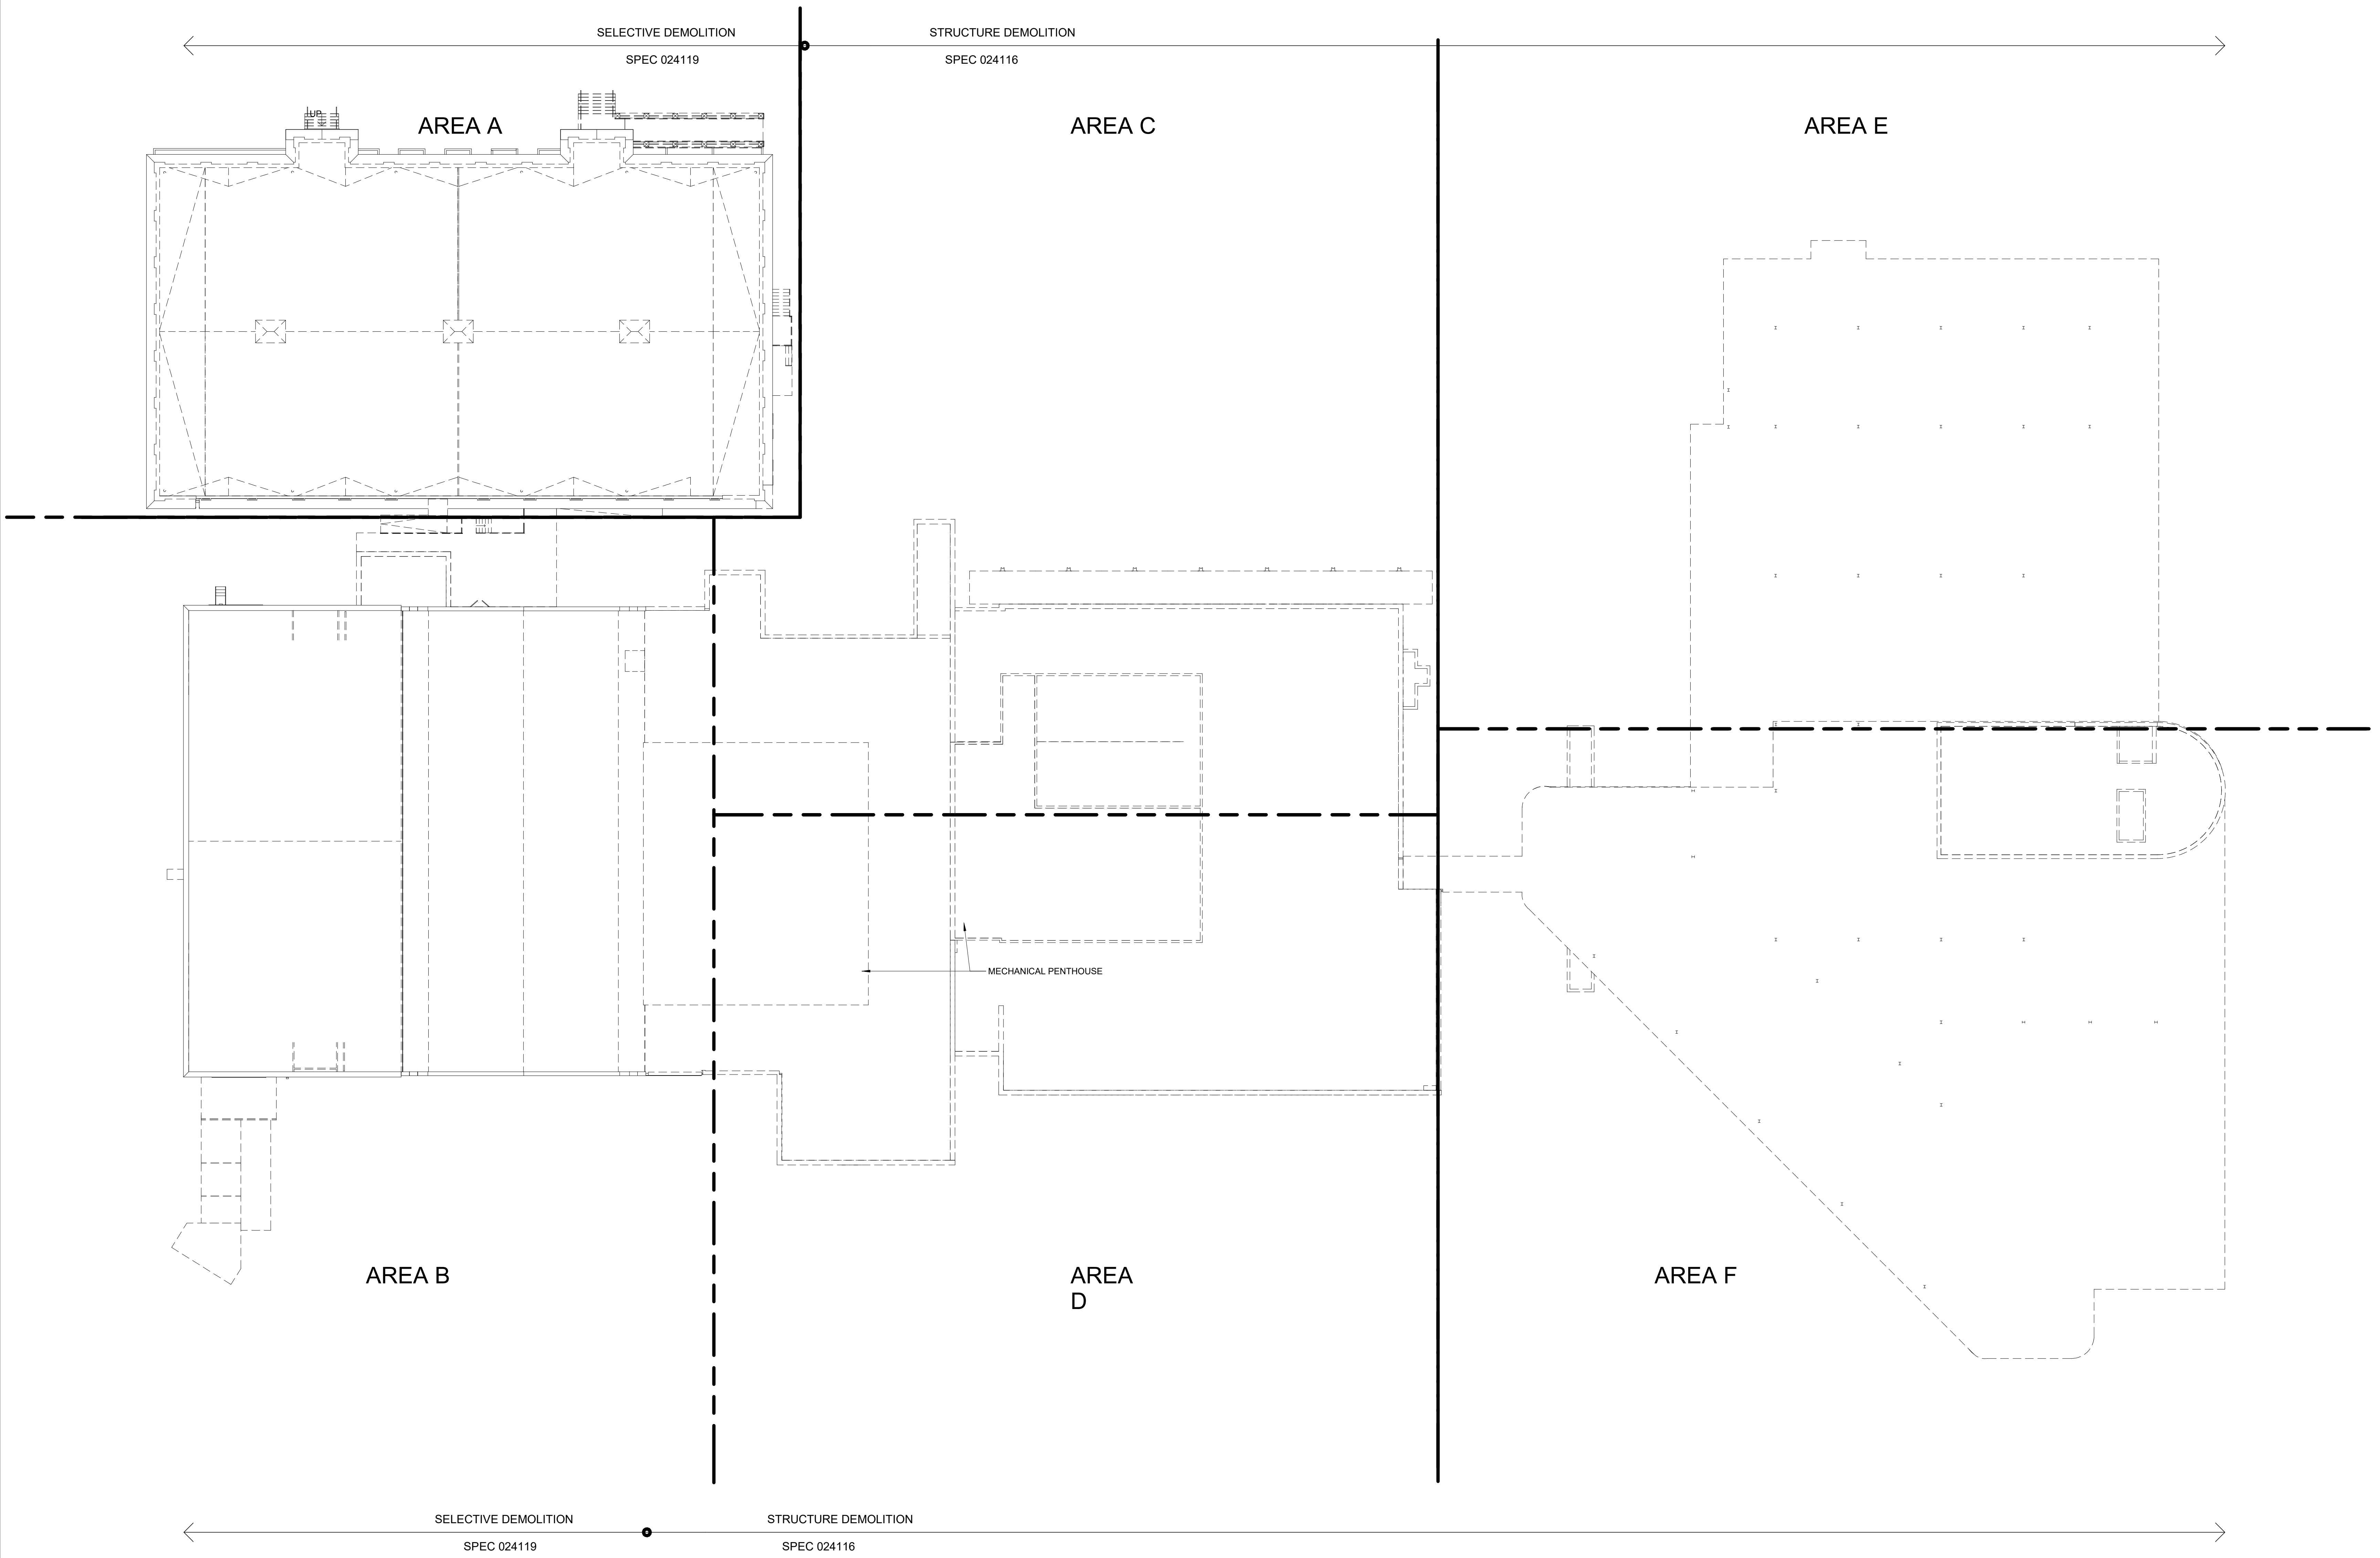 SELECTIVE DEMOLITION
STRUCTURE DEMOLITION
SPEC 024119
SPEC 024116
UP
AREA A
AREA C
AREA E
MECHANICAL PENTHOUSE
AREA B
AREA
D
AREA F
SELECTIVE DEMOLITION
STRUCTURE DEMOLITION
SPEC 024119
SPEC 024116